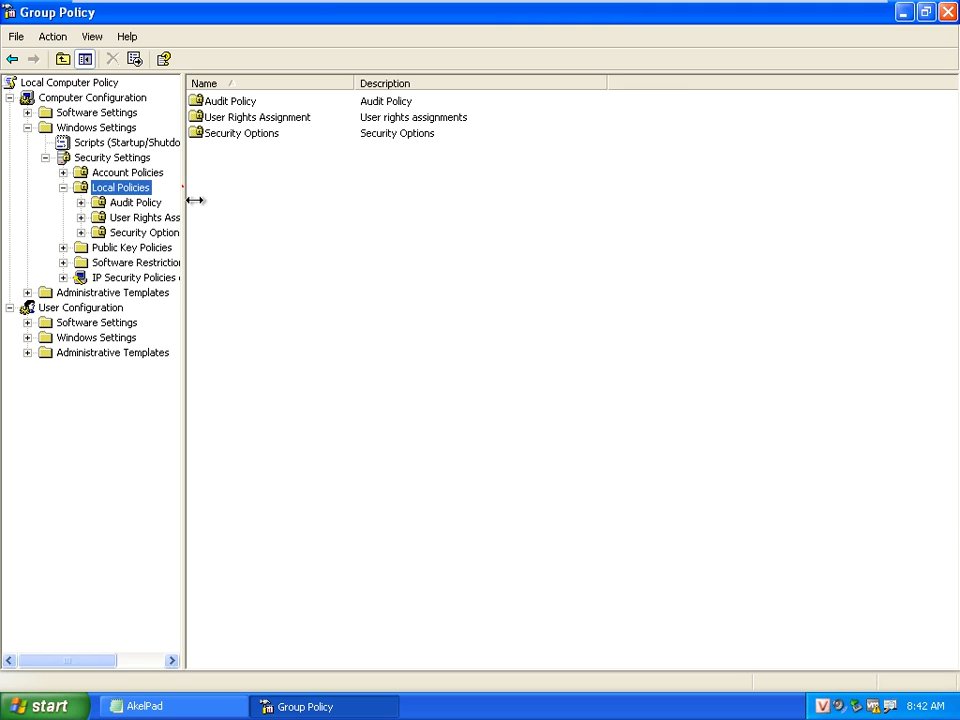 Group Policy
File Action View Help
Local Computer Policy
Computer Configuration
Software Settings
Windows Settings
Scripts (Startup/Shutdo
Security Settings
Account Policies
Local Policies
Audit Policy
User Rights Ass
Security Option
Public Key Policies
Software Restrictio
IP Security Policies
Administrative Templates
User Configuration
Software Settings
Windows Settings
Administrative Templates
Name Description
Audit Policy Audit Policy
User Rights Assignment User rights assignments
Security Options Security Options
start AkelPad Group Policy 8:42 AM